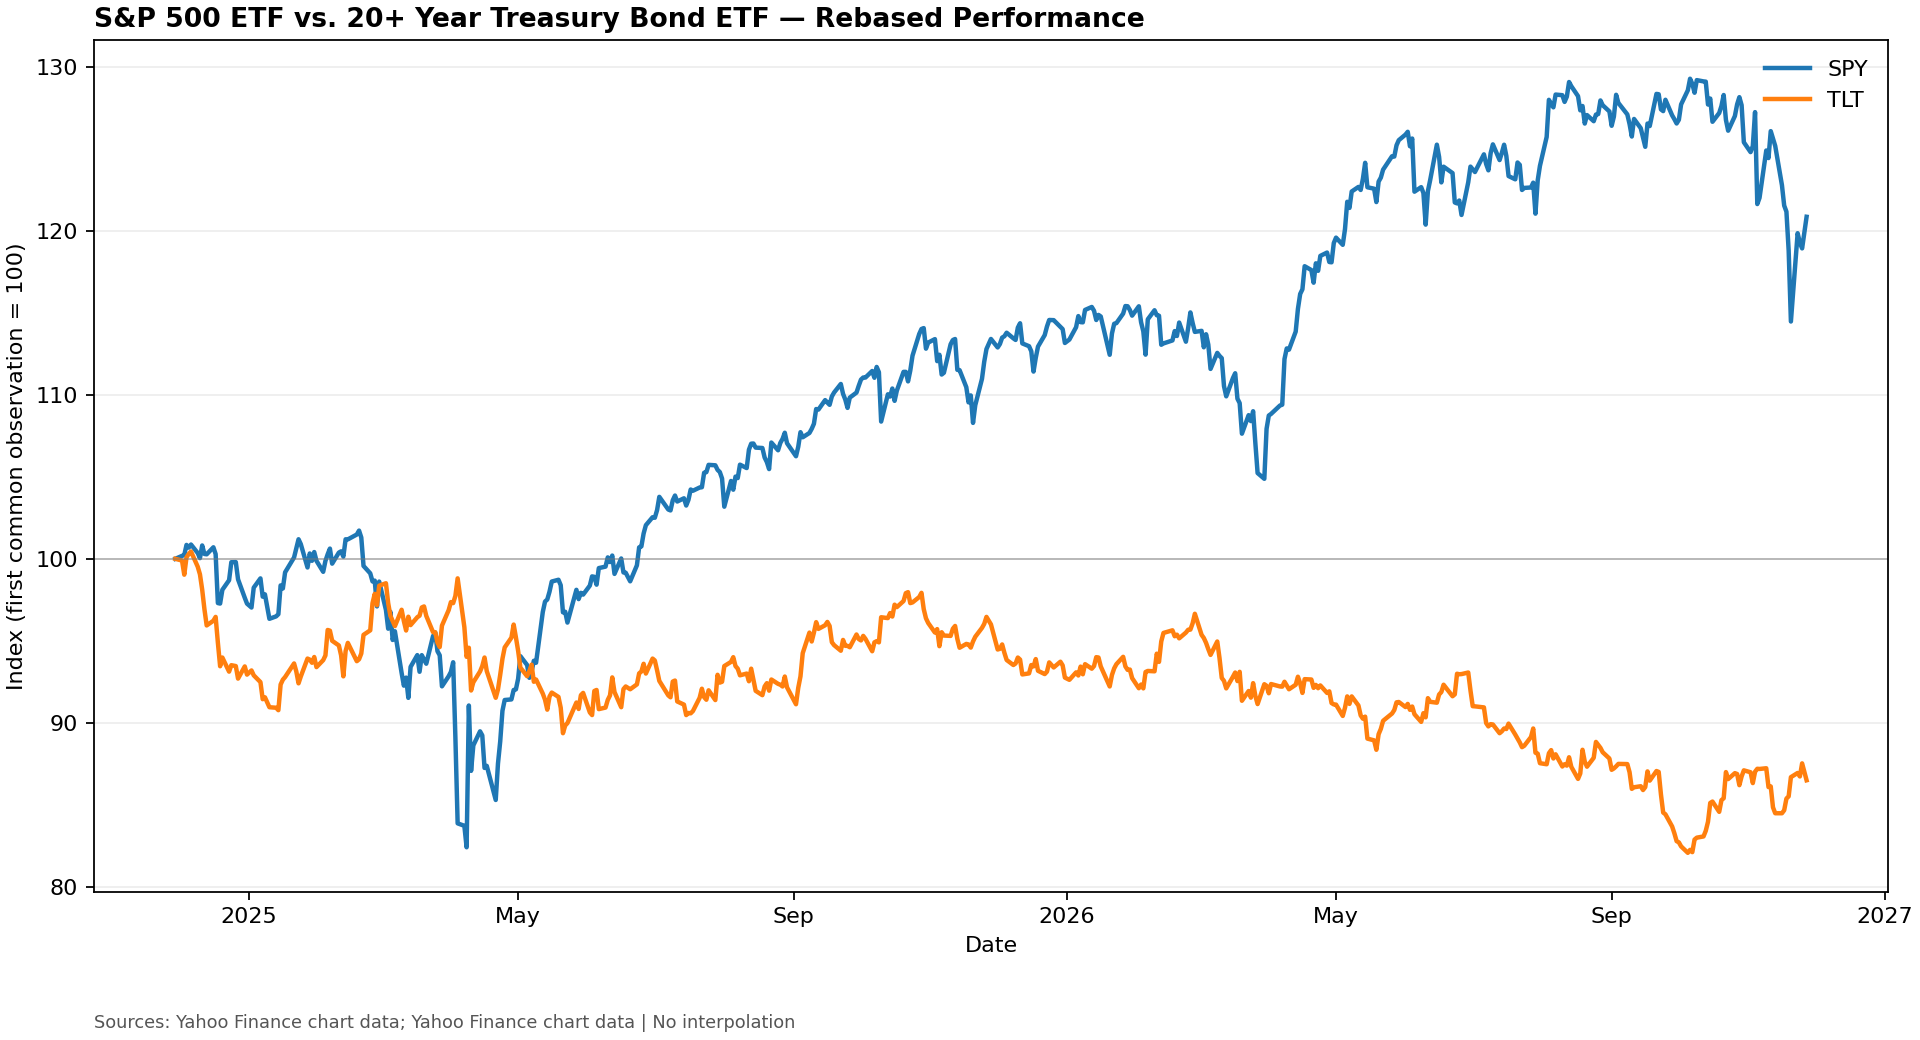 S&P 500 ETF vs. 20+ Year Treasury Bond ETF — Rebased Performance
130
120
110
100
90
80
Index (first common observation = 100)
SPY
TLT
2025
May
Sep
2026
May
Sep
2027
Date
Sources: Yahoo Finance chart data; Yahoo Finance chart data | No interpolation